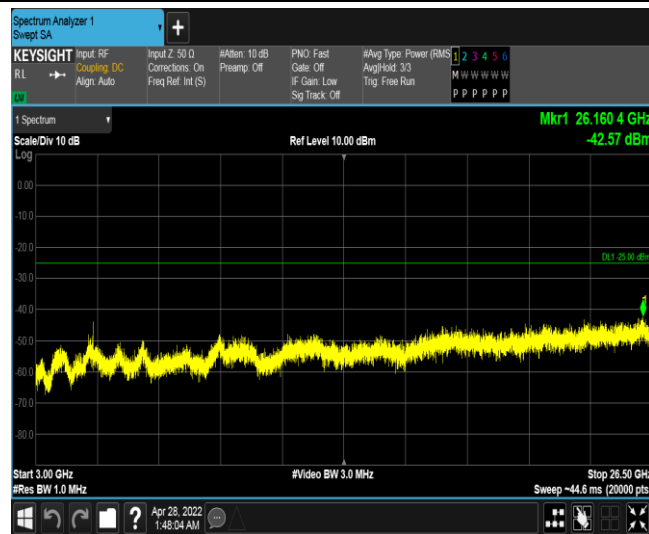 Spectrum Analyzer 1
Swept SA
KEYSIGHT
RL
Input: RF
Coupling: DC
Align: Auto
Input Z: 50 Ω
Corrections: On
Freq Ref: Int (S)
#Atten: 10 dB
Preamp: Off
PNO: Fast
Gate: Off
IF Gain: Low
Sig Track: Off
#Avg Type: Power (RMS
Avg|Hold: 3/3
Trig: Free Run
1 2 3 4 5 6
M W W W W W
P P P P P P
1 Spectrum
Mkr1 26.160 4 GHz
Scale/Div 10 dB
Ref Level 10.00 dBm
-42.57 dBm
Log
0.00
-10.0
-20.0
DL1 -25.00 dBm
-30.0
-40.0
-50.0
-60.0
-70.0
-80.0
Start 3.00 GHz
#Video BW 3.0 MHz
Stop 26.50 GHz
#Res BW 1.0 MHz
Sweep ~44.6 ms (20000 pts
Apr 28, 2022
1:48:04 AM